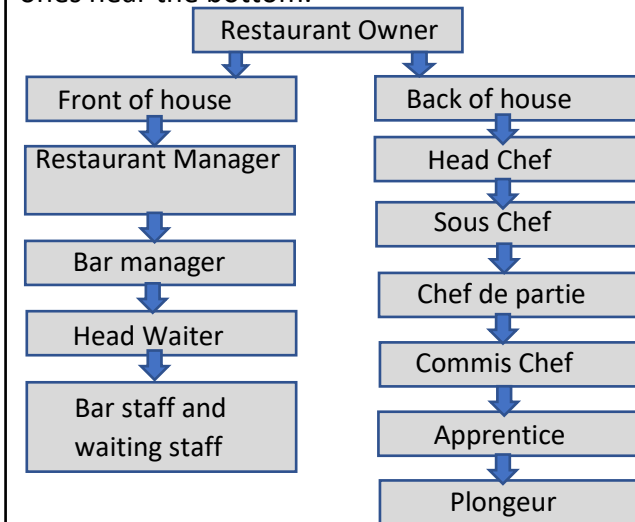 ones near the bottom.
Restaurant Owner
Front of house
Restaurant Manager
Bar manager
Head Waiter
Bar staff and
waiting staff
Back of house
Head Chef
Sous Chef
Chef de partie
Commis Chef
Apprentice
Plongeur